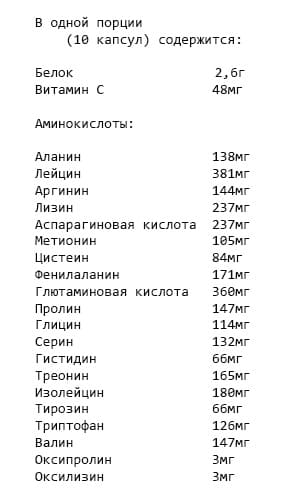 В одной порции
(10 капсул) содержится:
Белок 2,6г
Витамин С 48мг
Аминокислоты:
Аланин 138мг
Лейцин 381мг
Аргинин 144мг
Лизин 237мг
Аспарагиновая кислота 237мг
Метионин 105мг
Цистеин 84мг
Фенилаланин 171мг
Глютаминовая кислота 360мг
Пролин 147мг
Глицин 114мг
Серин 132мг
Гистидин 66мг
Треонин 165мг
Изолейцин 180мг
Тирозин 66мг
Триптофан 126мг
Валин 147мг
Оксипролин 3мг
Оксилизин 3мг